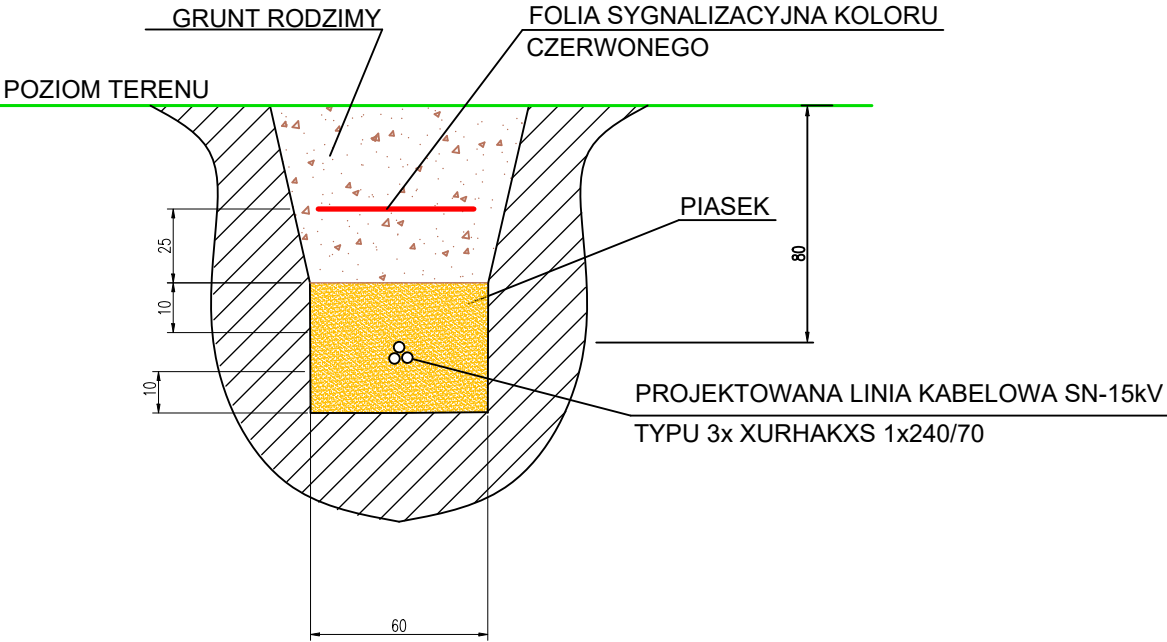 GRUNT RODZIMY
FOLIA SYGNALIZACYJNA KOLORU
CZERWONEGO
POZIOM TERENU
PIASEK
25
80
10
10
PROJEKTOWANA LINIA KABELOWA SN-15kV
TYPU 3x XURHAKXS 1x240/70
60